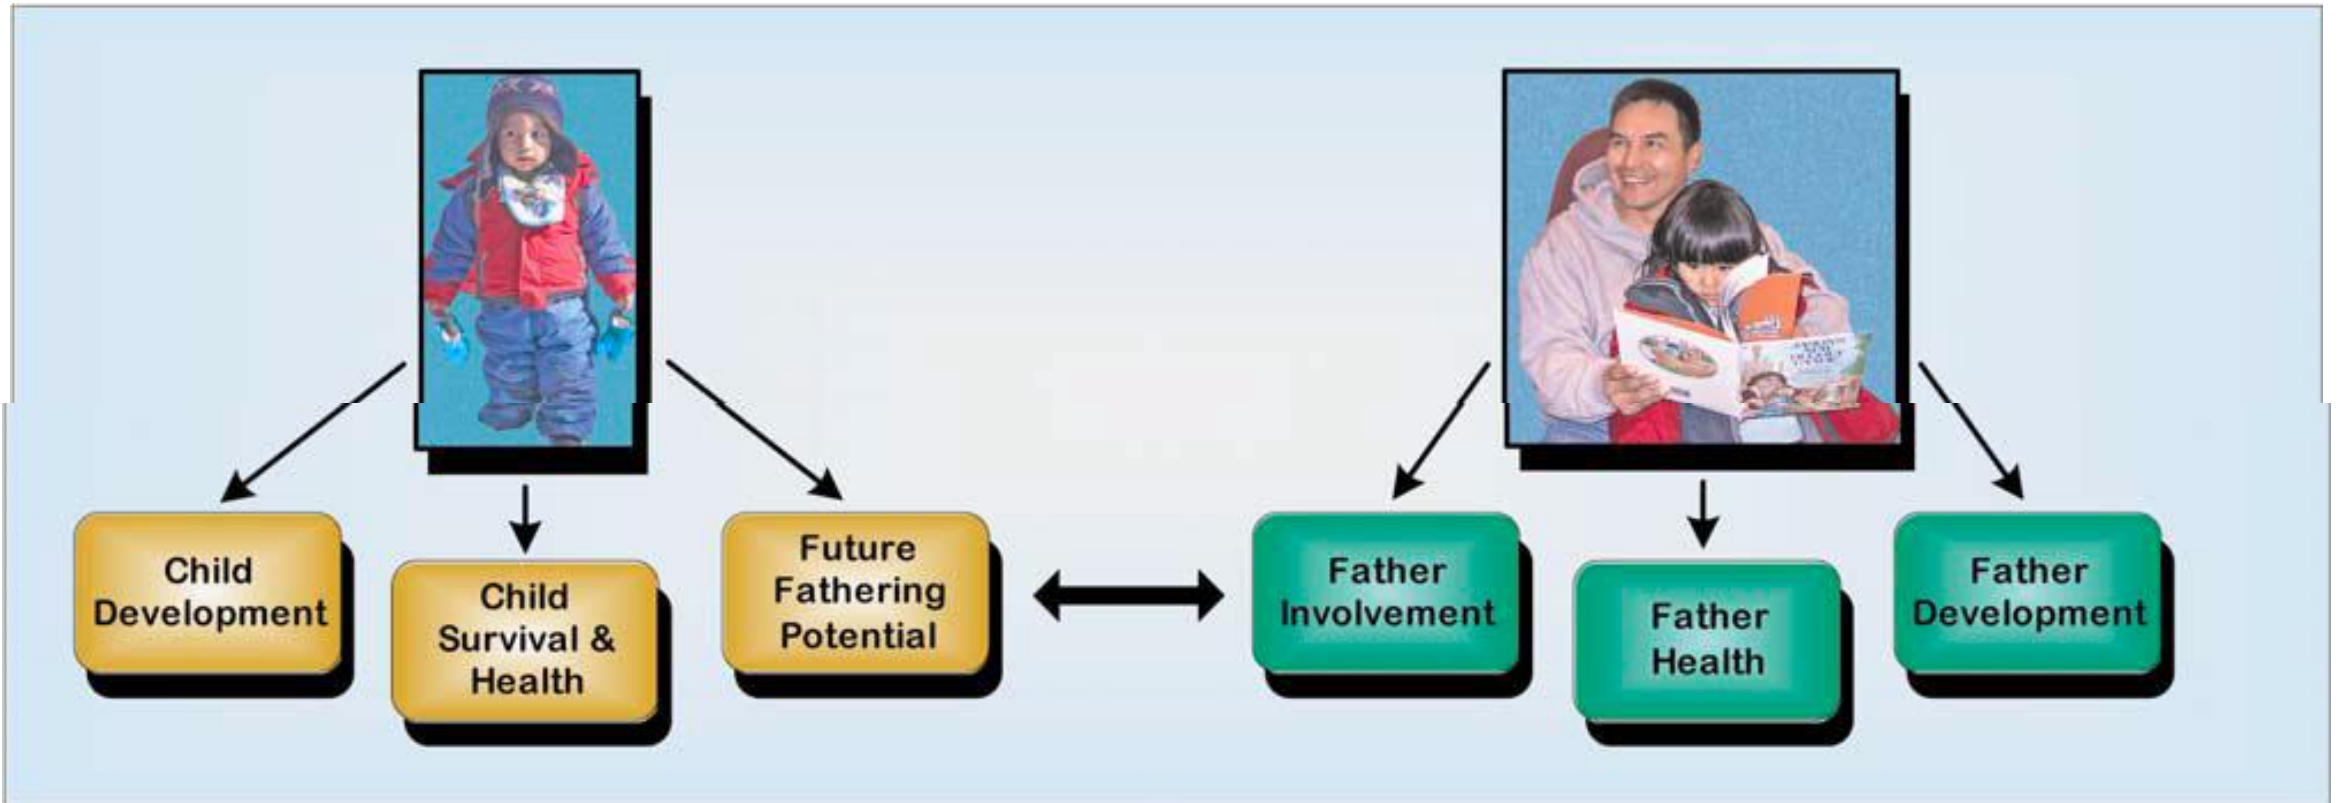 Child
Development
Child
Survival &
Health
Future
Fathering
Potential
Father
Involvement
Father
Health
Father
Development